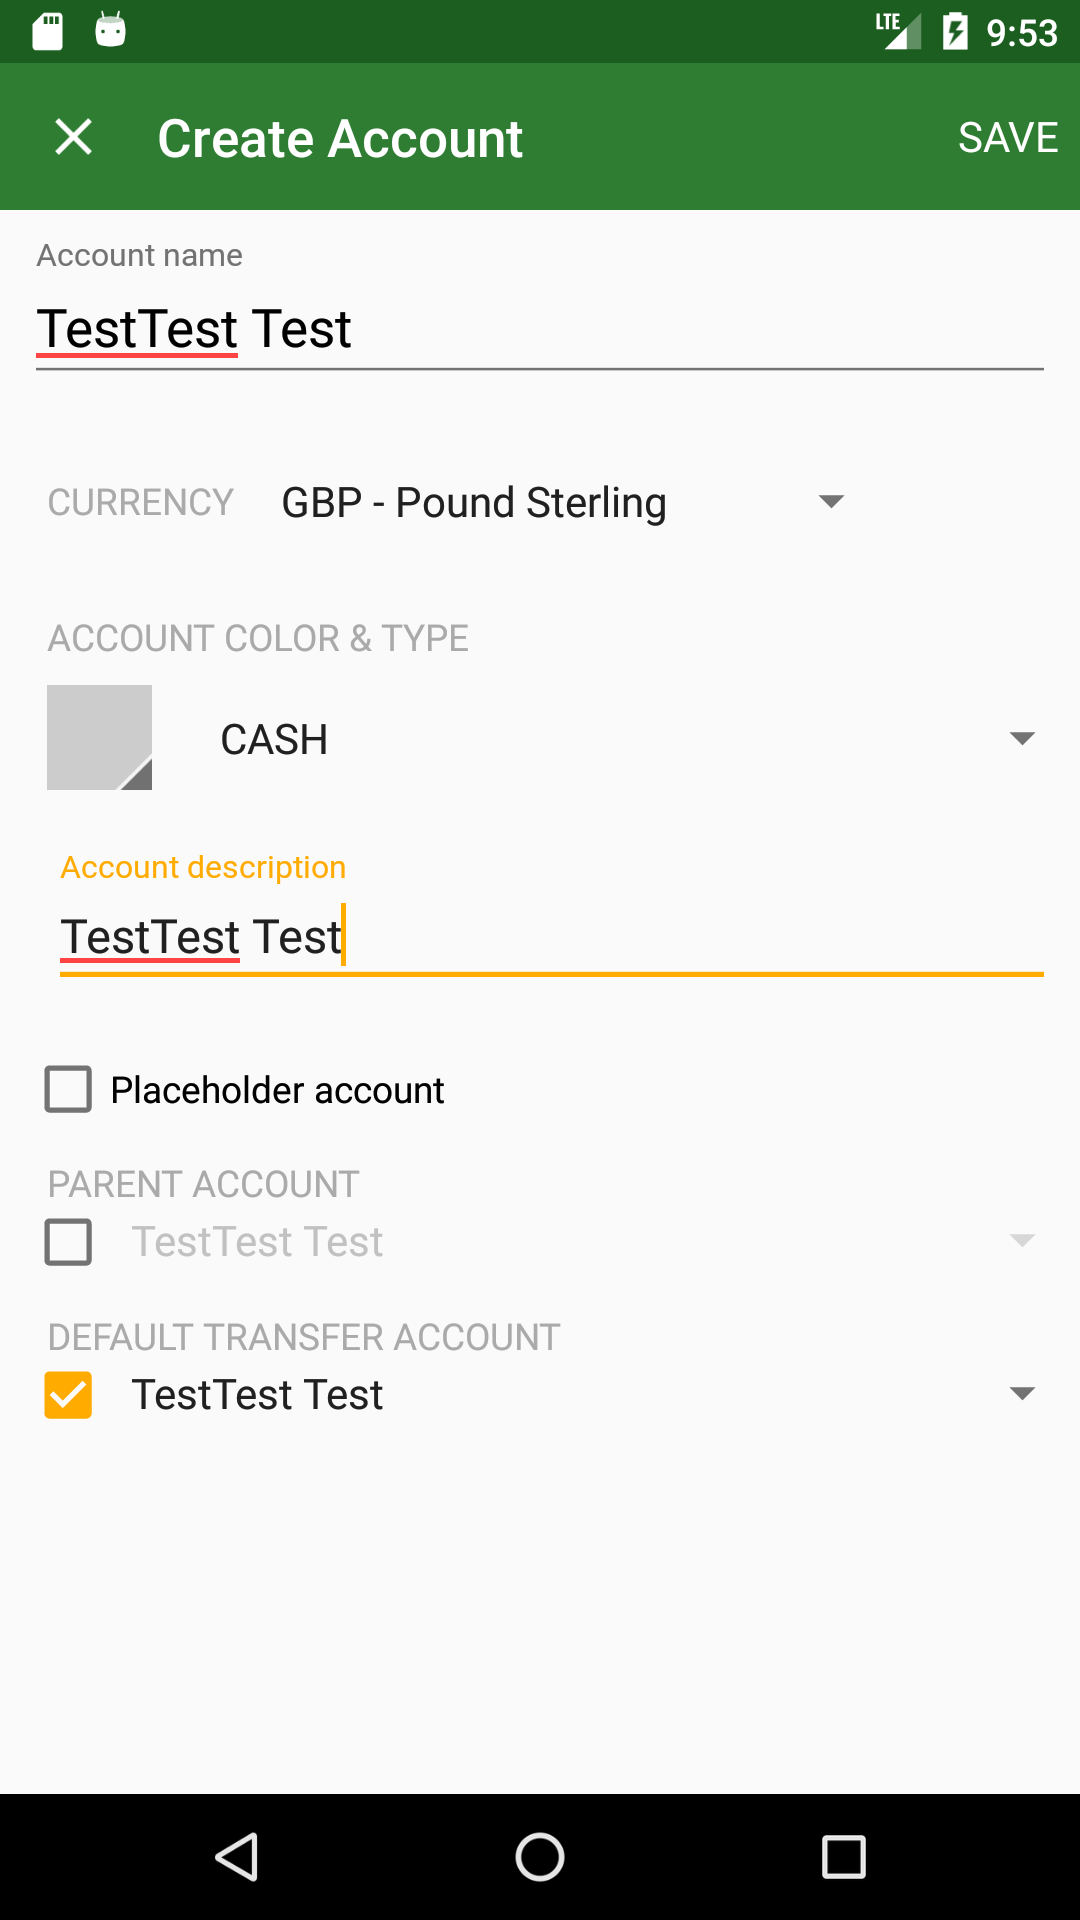 LTE 9:53
Create Account SAVE
Account name
TestTest Test
CURRENCY GBP - Pound Sterling
ACCOUNT COLOR & TYPE
CASH
Account description
TestTest Test
Placeholder account
PARENT ACCOUNT
TestTest Test
DEFAULT TRANSFER ACCOUNT
TestTest Test